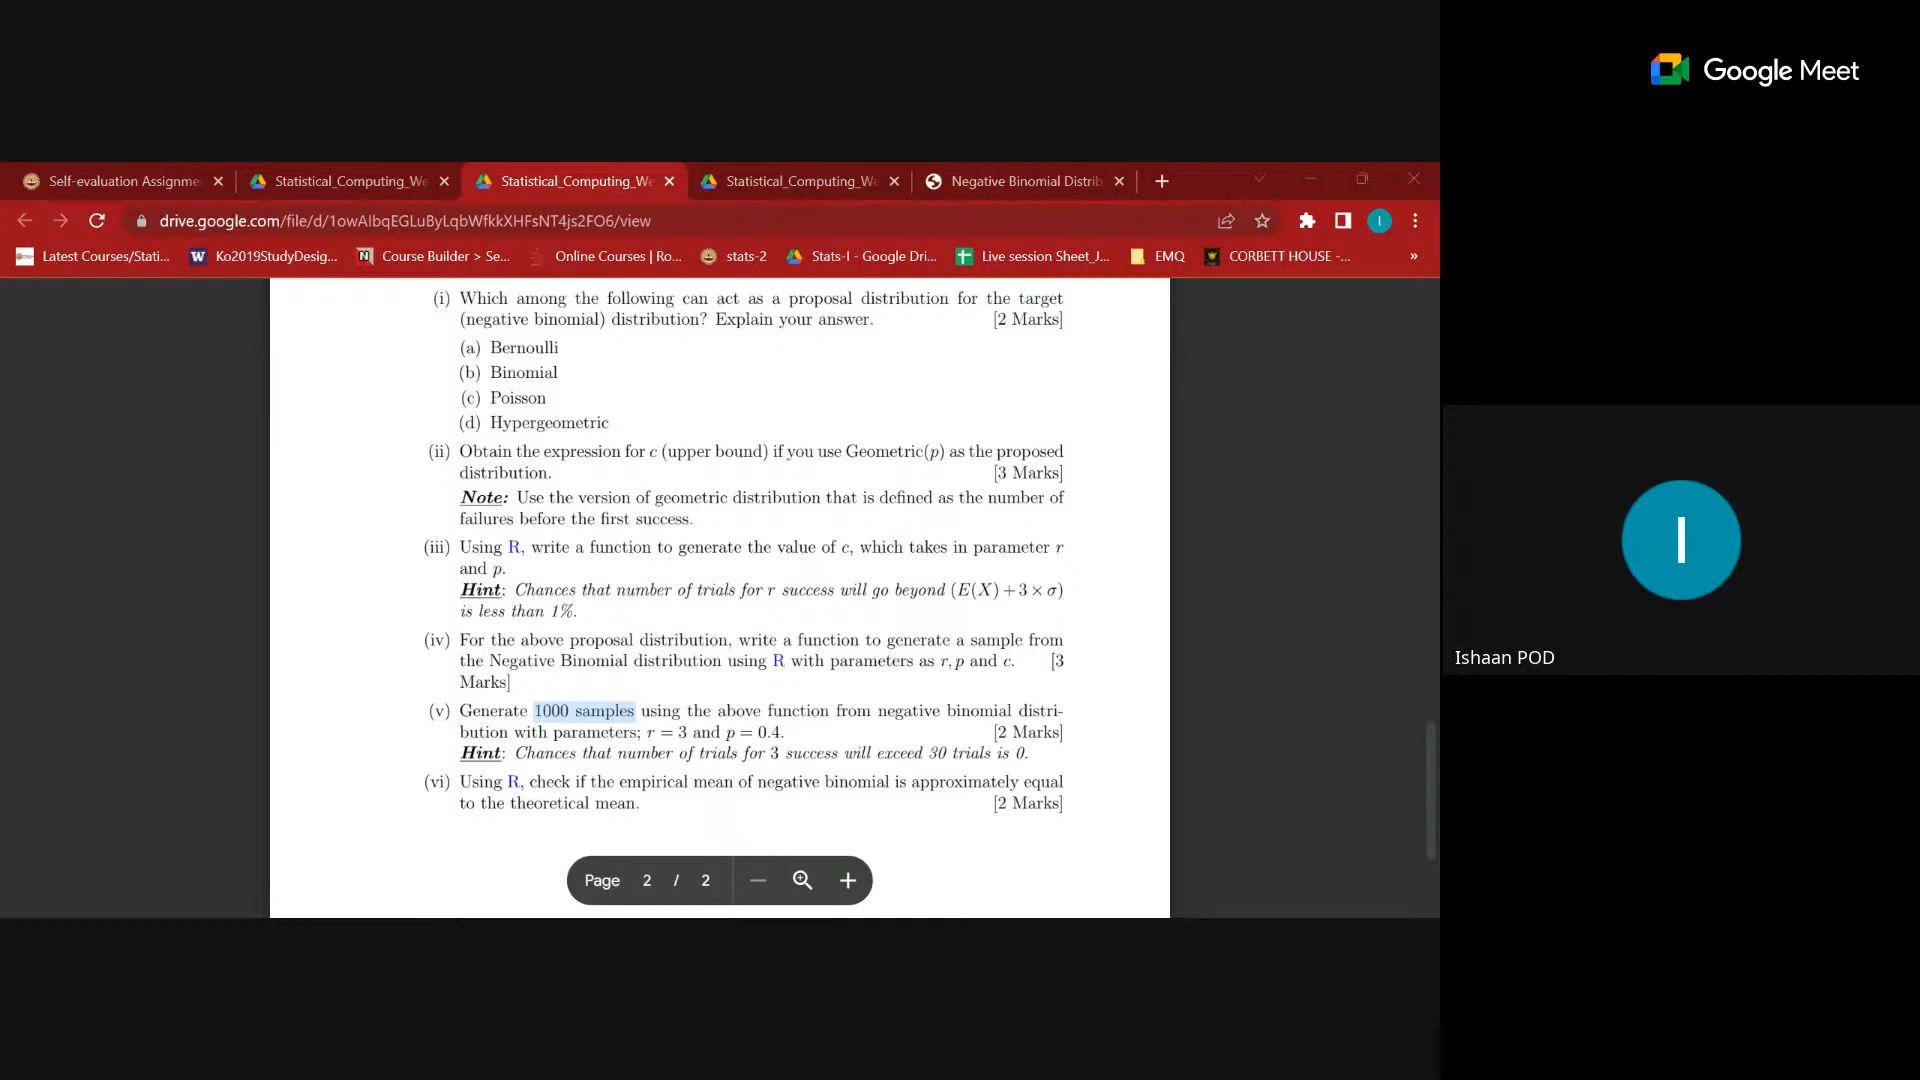 Google Meet
Self-evaluation Assignme
Statistical_Computing_We
Statistical_Computing_We
Statistical_Computing_We
Negative Binomial Distrib
drive.google.com/file/d/1owAIbqEGLuByLqbWfkkXHFsNT4js2FO6/view
I
Latest Courses/Stati...
W Ko2019StudyDesig...
N Course Builder > Se...
Online Courses | Ro...
stats-2
Stats-I - Google Dri...
Live session Sheet_J...
EMQ
CORBETT HOUSE -...
»
(i) Which among the following can act as a proposal distribution for the target
(negative binomial) distribution? Explain your answer. [2 Marks]
(a) Bernoulli
(b) Binomial
(c) Poisson
(d) Hypergeometric
(ii) Obtain the expression for c (upper bound) if you use Geometric(p) as the proposed
distribution. [3 Marks]
Note: Use the version of geometric distribution that is defined as the number of
failures before the first success.
(iii) Using R, write a function to generate the value of c, which takes in parameter r
and p.
Hint: Chances that number of trials for r success will go beyond (E(X) + 3 × σ)
is less than 1%.
(iv) For the above proposal distribution, write a function to generate a sample from
the Negative Binomial distribution using R with parameters as r, p and c. [3
Marks]
(v) Generate 1000 samples using the above function from negative binomial distri-
bution with parameters; r = 3 and p = 0.4. [2 Marks]
Hint: Chances that number of trials for 3 success will exceed 30 trials is 0.
(vi) Using R, check if the empirical mean of negative binomial is approximately equal
to the theoretical mean. [2 Marks]
Page 2 / 2
I
Ishaan POD